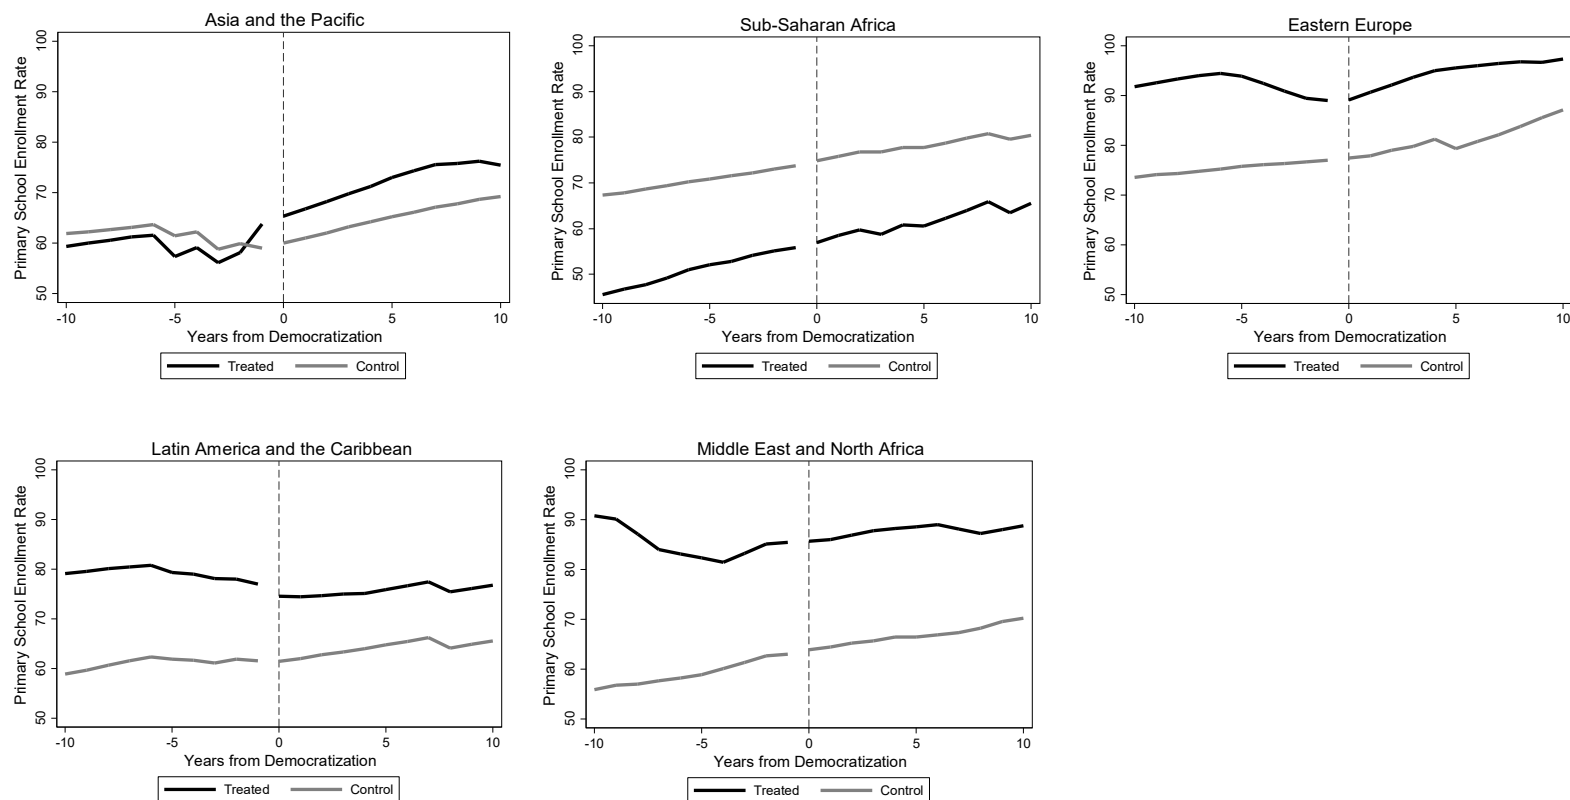 Asia and the Pacific
Primary School Enrollment Rate
100
90
80
70
60
50
-10 -5 0 5 10
Years from Democratization
Treated Control
Sub-Saharan Africa
Primary School Enrollment Rate
100
90
80
70
60
50
-10 -5 0 5 10
Years from Democratization
Treated Control
Eastern Europe
Primary School Enrollment Rate
100
90
80
70
60
50
-10 -5 0 5 10
Years from Democratization
Treated Control
Latin America and the Caribbean
Primary School Enrollment Rate
100
90
80
70
60
50
-10 -5 0 5 10
Years from Democratization
Treated Control
Middle East and North Africa
Primary School Enrollment Rate
100
90
80
70
60
50
-10 -5 0 5 10
Years from Democratization
Treated Control